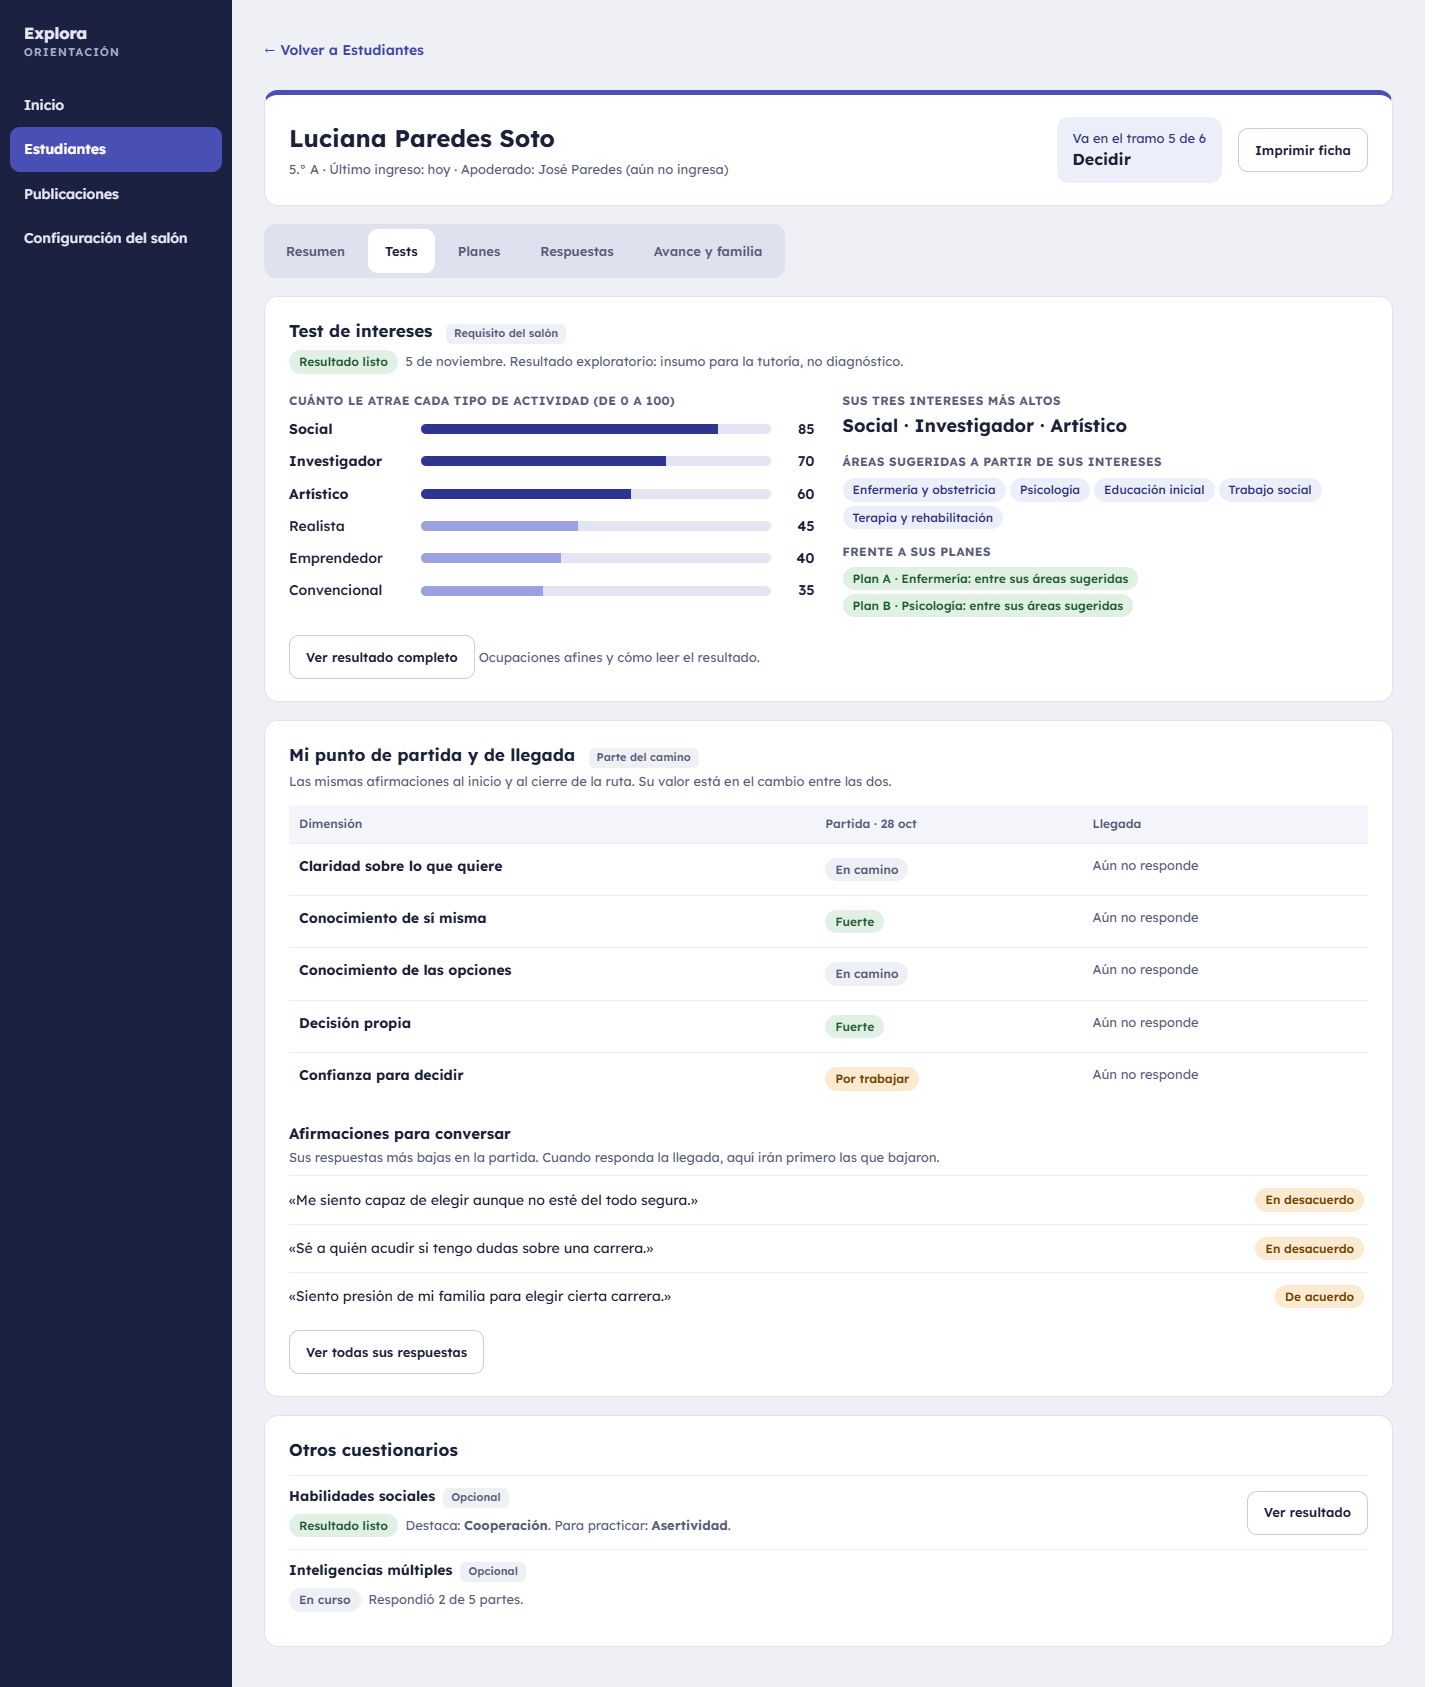 Explora
ORIENTACIÓN
Inicio
Estudiantes
Publicaciones
Configuración del salón
← Volver a Estudiantes
Luciana Paredes Soto
5.° A · Último ingreso: hoy · Apoderado: José Paredes (aún no ingresa)
Va en el tramo 5 de 6
Decidir
Imprimir ficha
Resumen
Tests
Planes
Respuestas
Avance y familia
Test de intereses
Requisito del salón
Resultado listo
5 de noviembre. Resultado exploratorio: insumo para la tutoría, no diagnóstico.
CUÁNTO LE ATRAE CADA TIPO DE ACTIVIDAD (DE 0 A 100)
Social 85
Investigador 70
Artístico 60
Realista 45
Emprendedor 40
Convencional 35
SUS TRES INTERESES MÁS ALTOS
Social · Investigador · Artístico
ÁREAS SUGERIDAS A PARTIR DE SUS INTERESES
Enfermería y obstetricia
Psicología
Educación inicial
Trabajo social
Terapia y rehabilitación
FRENTE A SUS PLANES
Plan A · Enfermería: entre sus áreas sugeridas
Plan B · Psicología: entre sus áreas sugeridas
Ver resultado completo
Ocupaciones afines y cómo leer el resultado.
Mi punto de partida y de llegada
Parte del camino
Las mismas afirmaciones al inicio y al cierre de la ruta. Su valor está en el cambio entre las dos.
Dimensión Partida · 28 oct Llegada
Claridad sobre lo que quiere En camino Aún no responde
Conocimiento de sí misma Fuerte Aún no responde
Conocimiento de las opciones En camino Aún no responde
Decisión propia Fuerte Aún no responde
Confianza para decidir Por trabajar Aún no responde
Afirmaciones para conversar
Sus respuestas más bajas en la partida. Cuando responda la llegada, aquí irán primero las que bajaron.
«Me siento capaz de elegir aunque no esté del todo segura.» En desacuerdo
«Sé a quién acudir si tengo dudas sobre una carrera.» En desacuerdo
«Siento presión de mi familia para elegir cierta carrera.» De acuerdo
Ver todas sus respuestas
Otros cuestionarios
Habilidades sociales Opcional
Resultado listo Destaca: Cooperación. Para practicar: Asertividad.
Ver resultado
Inteligencias múltiples Opcional
En curso Respondió 2 de 5 partes.